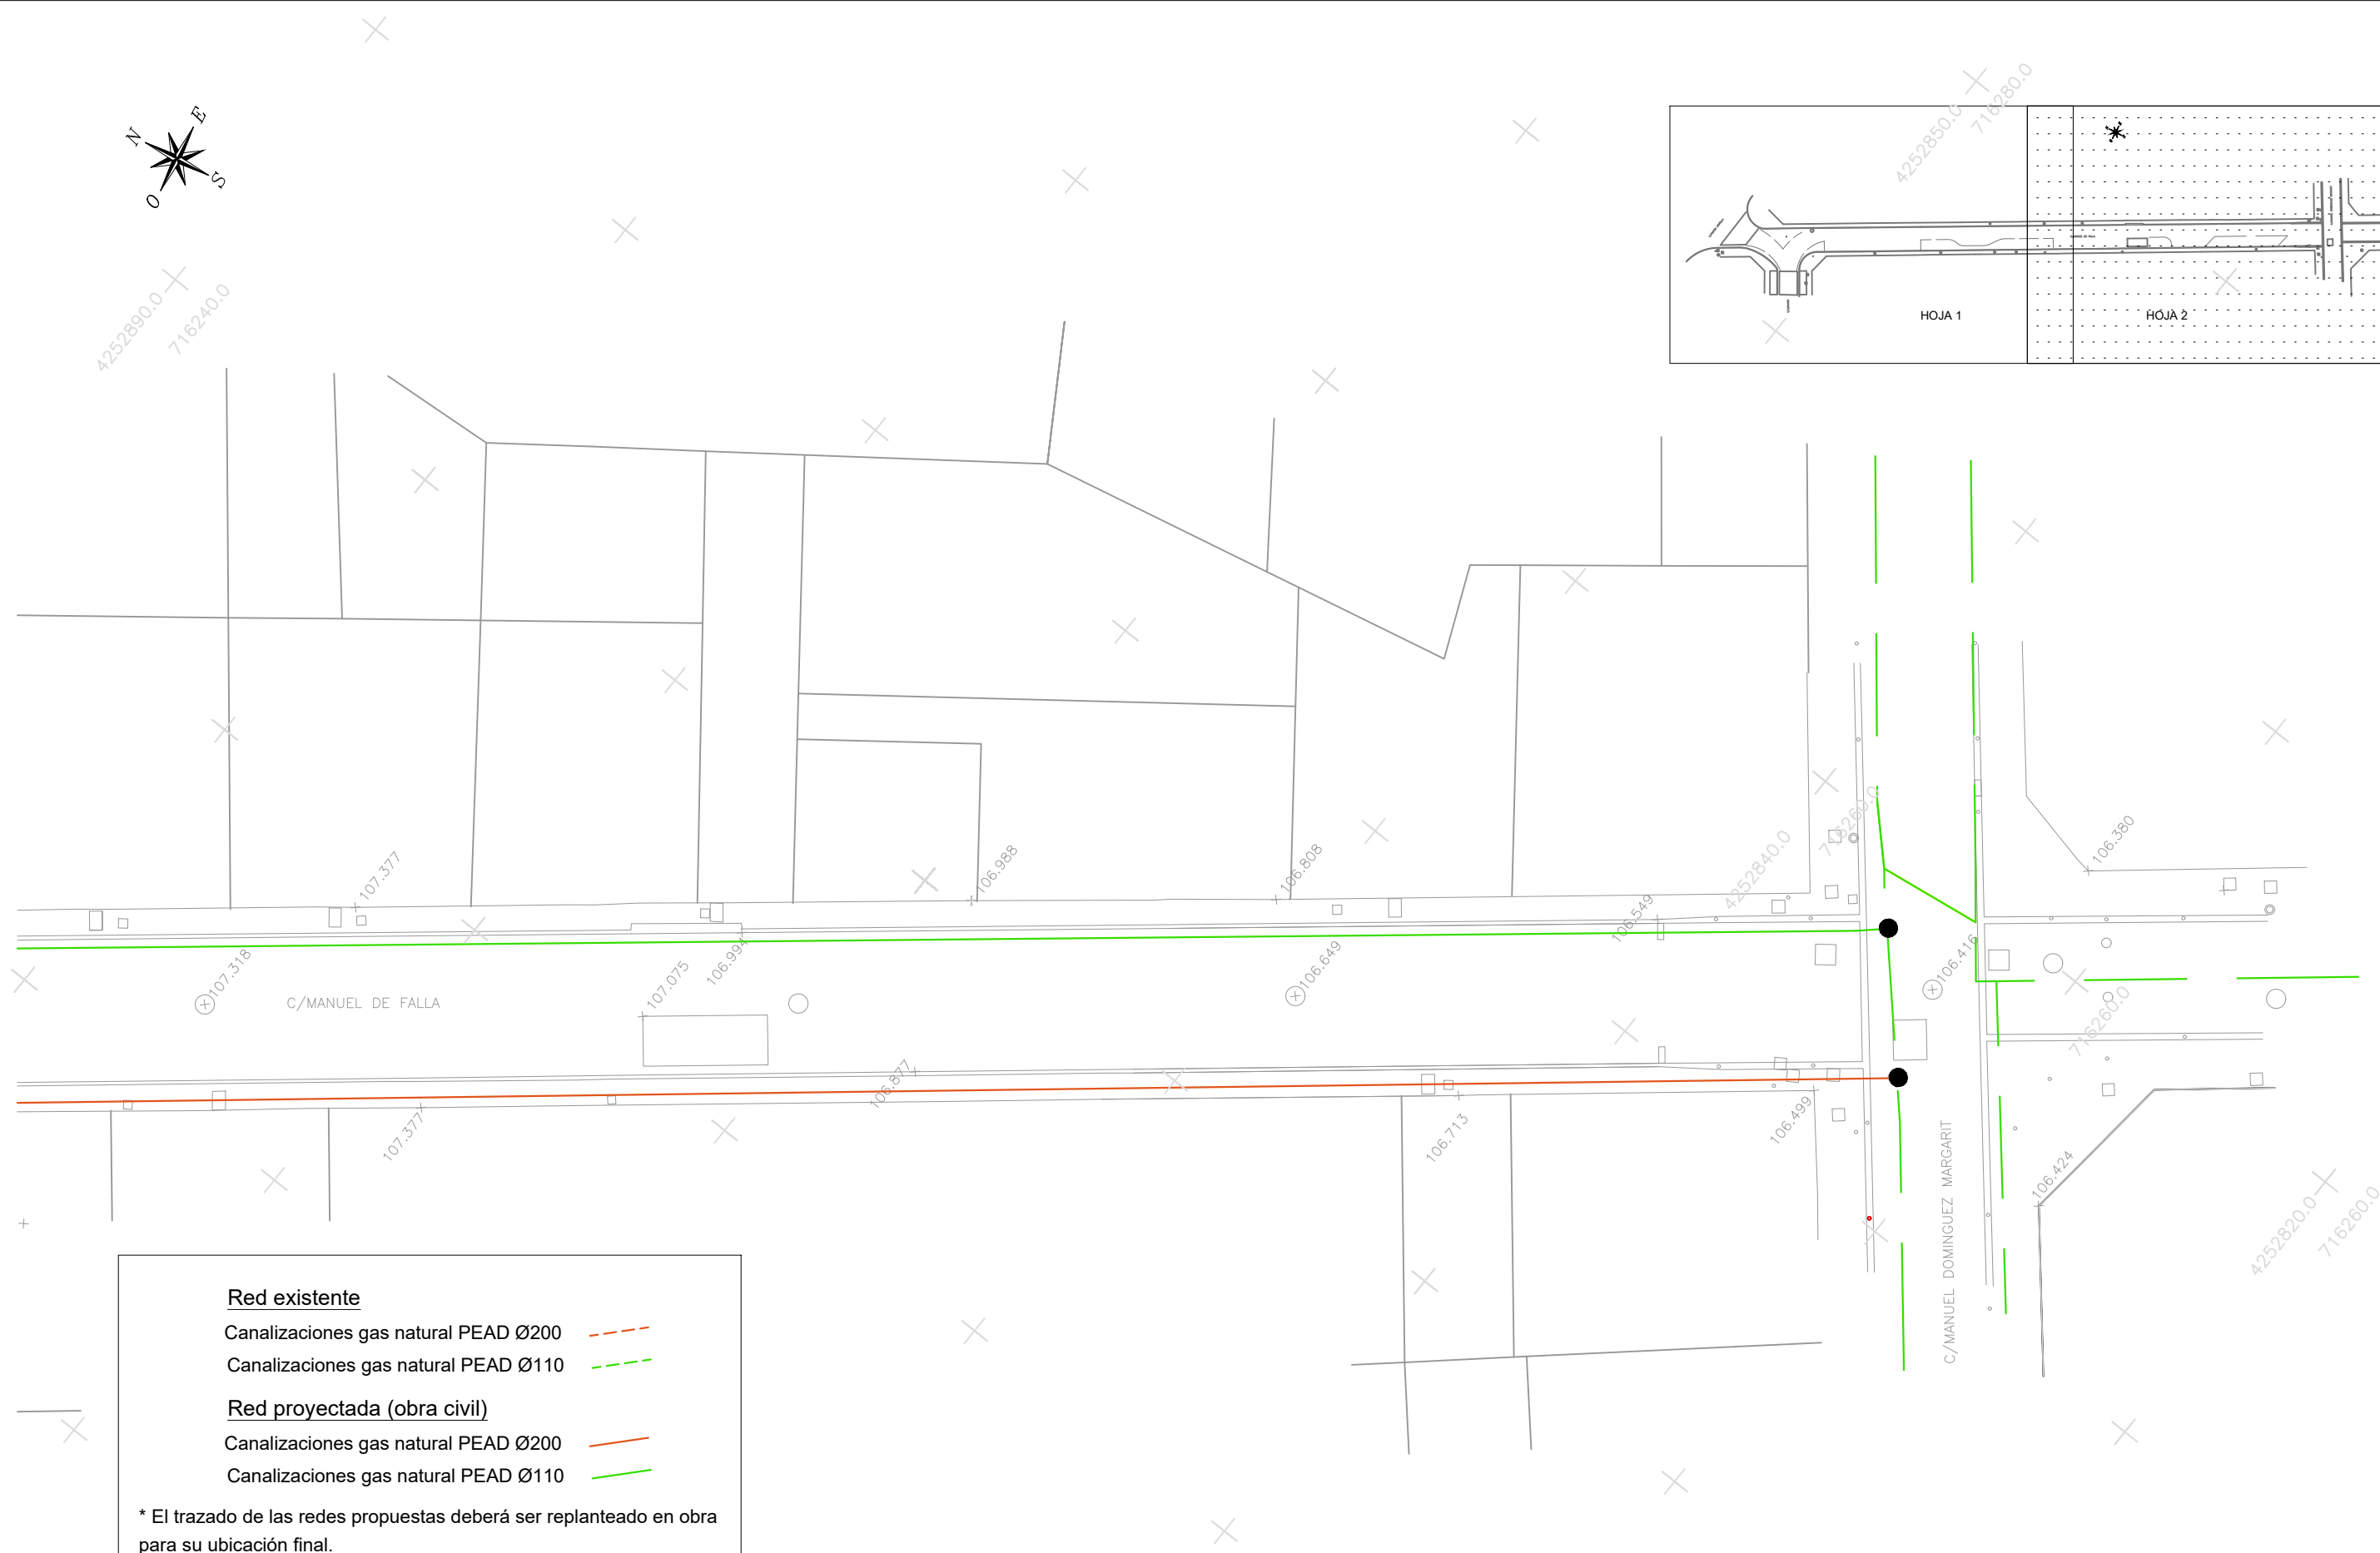 4252850.0
716280.0
N
E
S
O
4252890.0
716240.0
HOJA 1
HOJA 2
716260.0
4252840.0
106.380
107.377
106.988
106.808
106.549
107.318
107.075
106.994
106.649
106.416
C/MANUEL DE FALLA
716260.0
106.877
107.377
106.713
106.499
106.424
C/MANUEL DOMINGUEZ MARGARIT
4252820.0
716260.0
Red existente
Canalizaciones gas natural PEAD Ø200
Canalizaciones gas natural PEAD Ø110
Red proyectada (obra civil)
Canalizaciones gas natural PEAD Ø200
Canalizaciones gas natural PEAD Ø110
* El trazado de las redes propuestas deberá ser replanteado en obra
para su ubicación final.